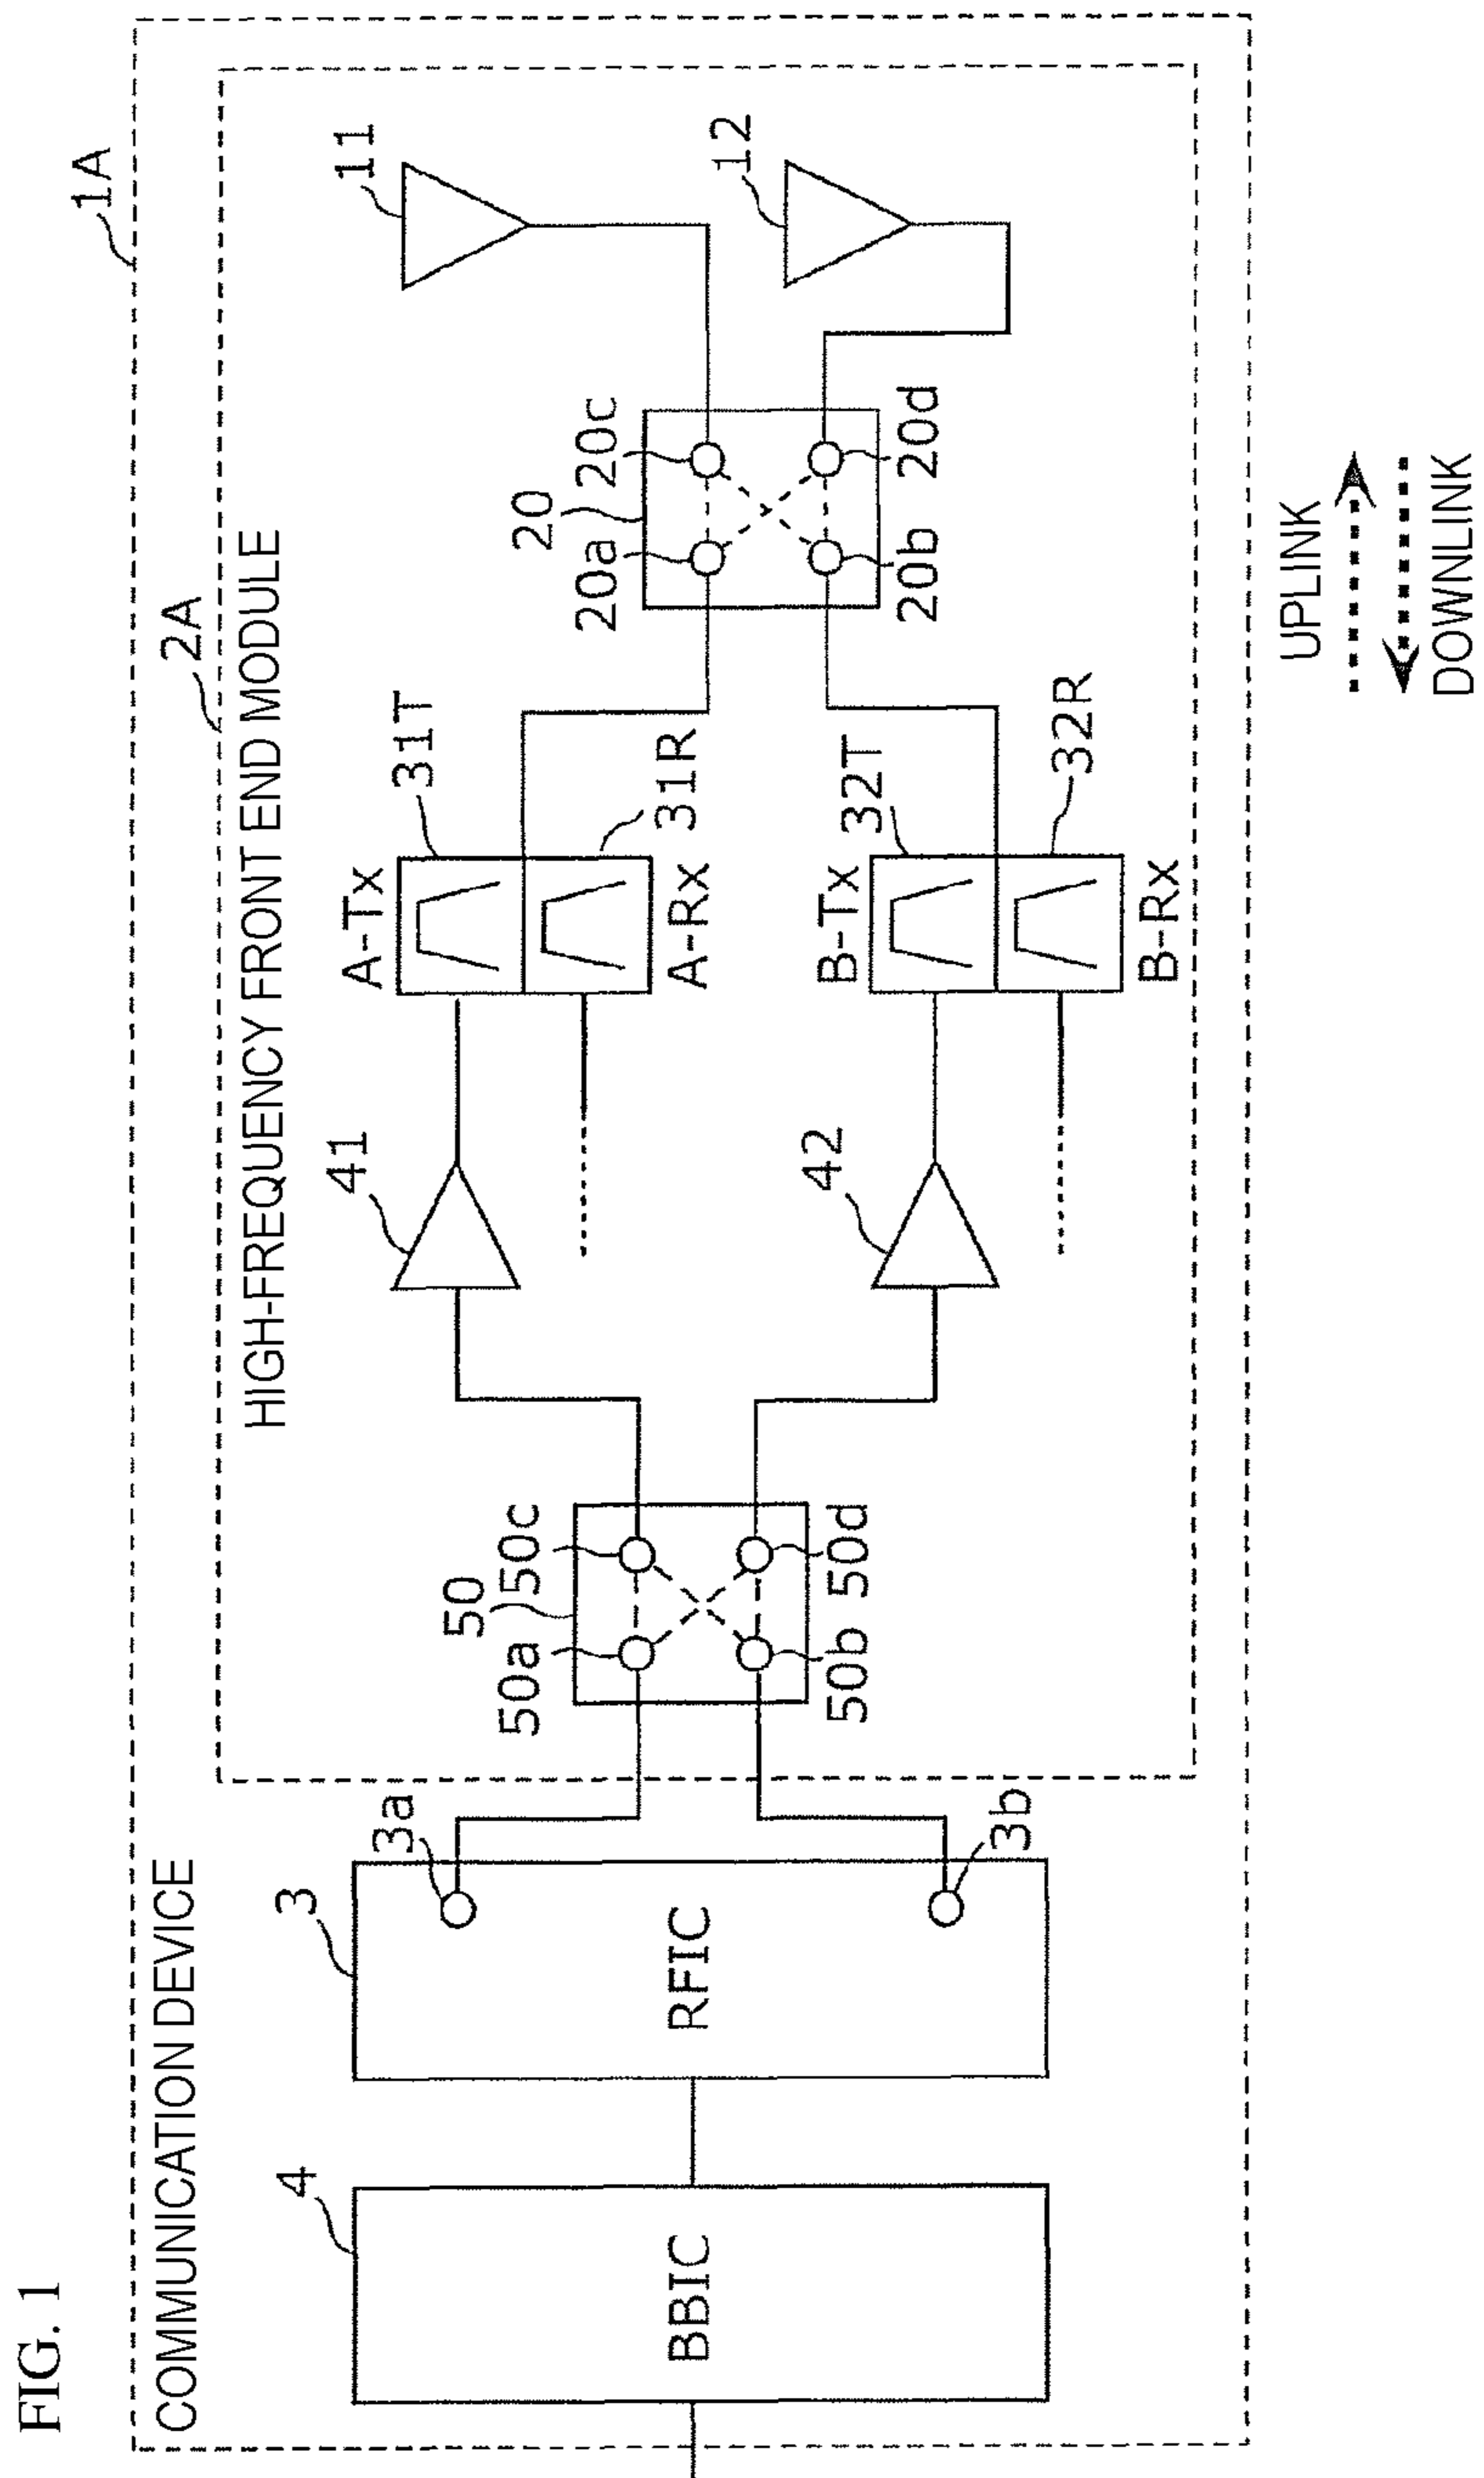 FIG. 1
1A
COMMUNICATION DEVICE
2A
HIGH-FREQUENCY FRONT END MODULE
4
BBIC
3
RFIC
3a
3b
50
50a
50c
50b
50d
41
42
A-Tx
31T
31R
A-Rx
B-Tx
32T
32R
B-Rx
20
20a
20c
20b
20d
11
12
UPLINK
DOWNLINK